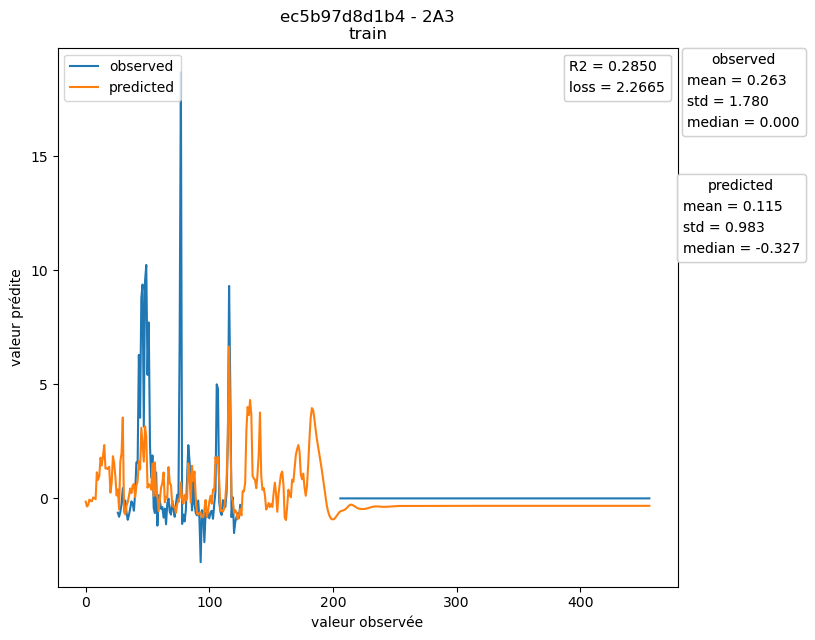 ec5b97d8d1b4 - 2A3
train
observed
predicted
R2 = 0.2850
loss = 2.2665
observed
mean = 0.263
std = 1.780
median = 0.000
predicted
mean = 0.115
std = 0.983
median = -0.327
valeur prédite
15
10
5
0
0 100 200 300 400
valeur observée